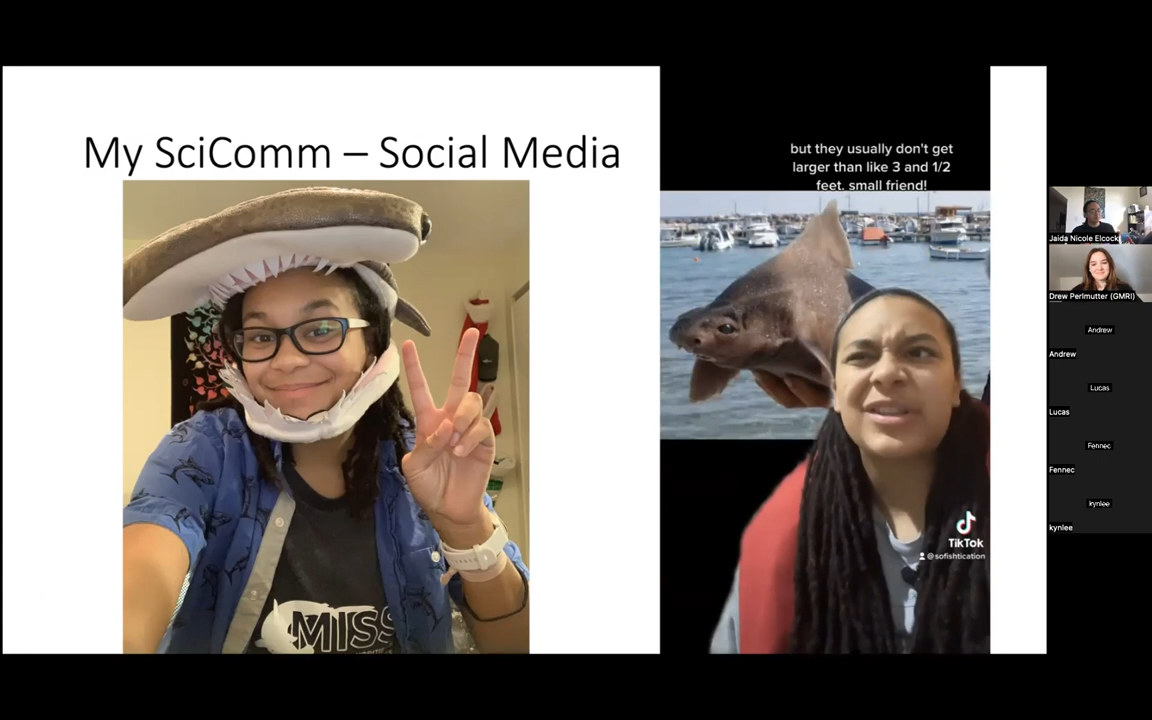 My SciComm – Social Media
but they usually don't get
larger than like 3 and 1/2
feet. small friend!
MISS
TikTok
@sofishtication
Jaida Nicole Elcock
Drew Perlmutter (GMRI)
Andrew
Andrew
Lucas
Lucas
Fennec
Fennec
kynlee
kynlee